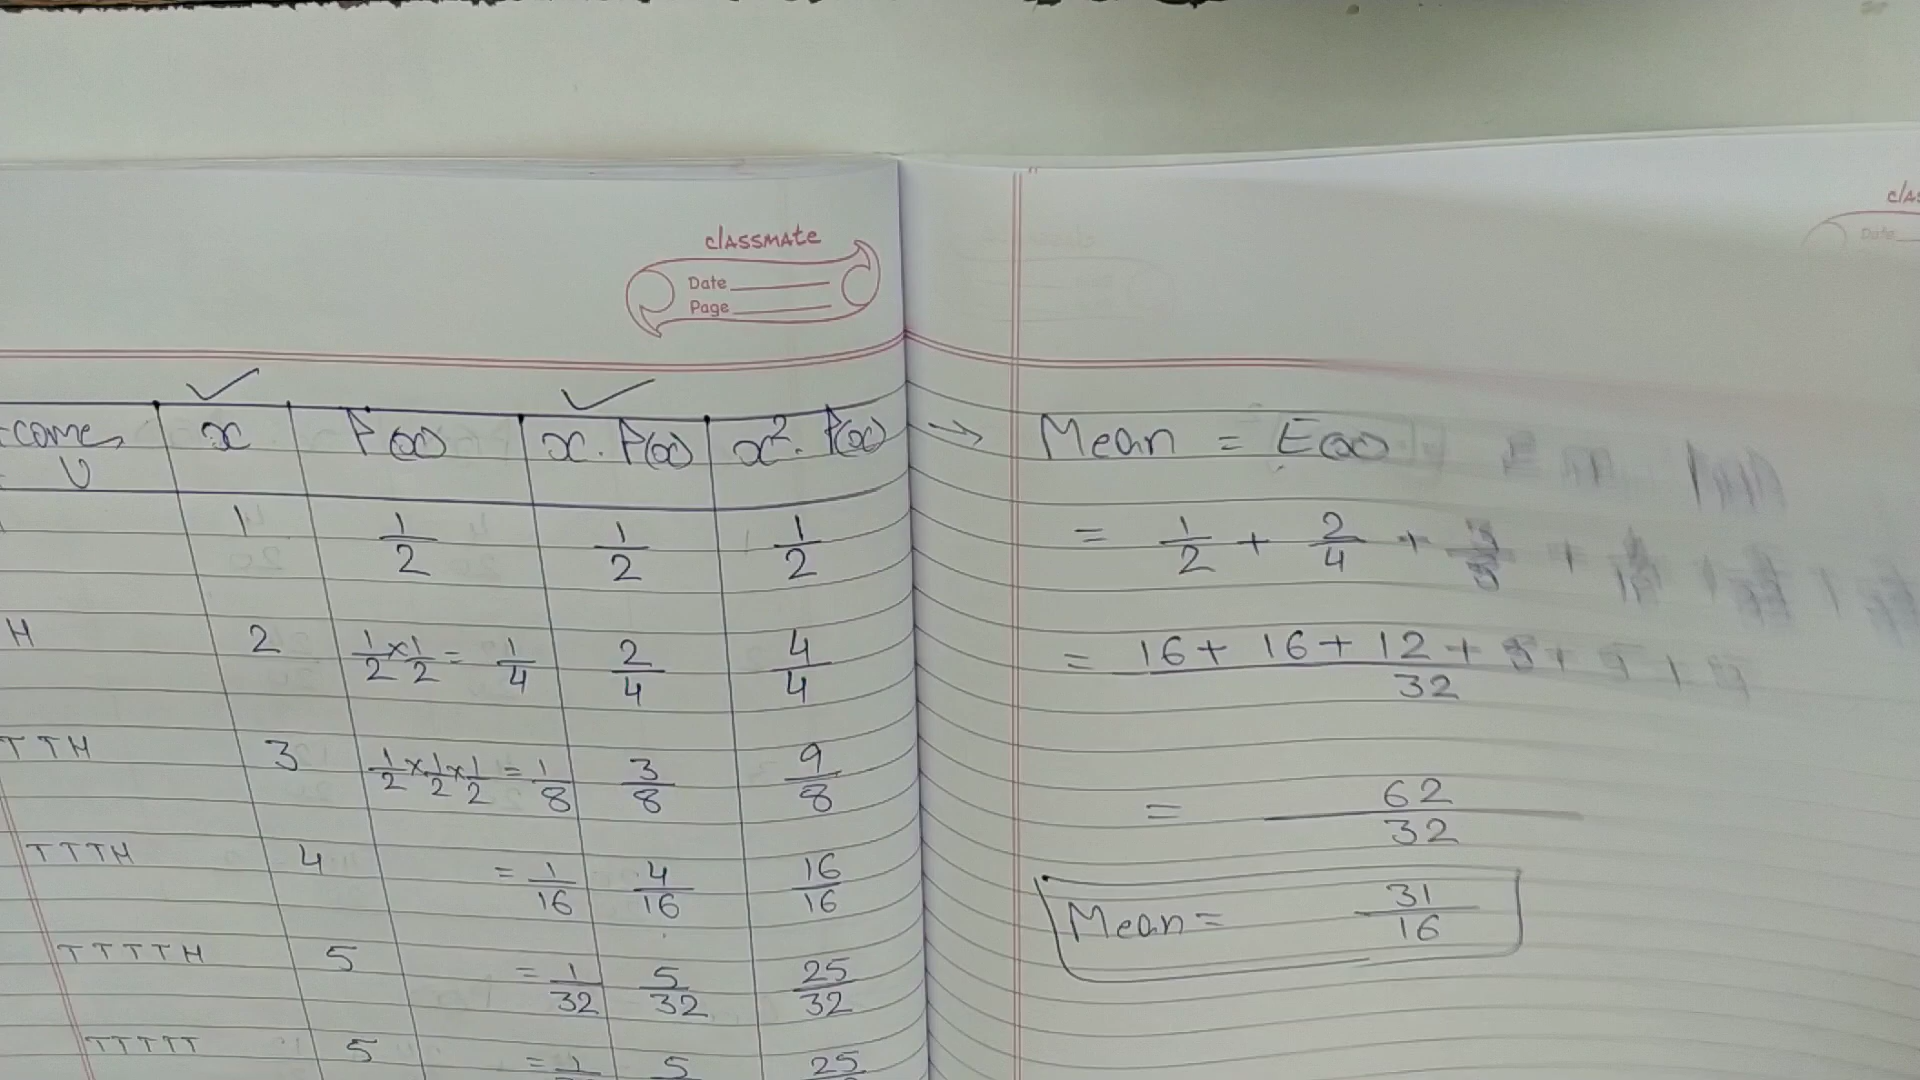 classmate
Date
Page
come x P(x) x.P(x) x².P(x)
1 1/2 1/2 1/2
H 2 1/2×1/2 = 1/4 2/4 4/4
TTH 3 1/2×1/2×1/2 = 1/8 3/8 9/8
TTTH 4 = 1/16 4/16 16/16
TTTTH 5 = 1/32 5/32 25/32
TTTTT 5 = 5 25
Date
→ Mean = E(x)
= 1/2 + 2/4 +
= 16 + 16 + 12 + / 32
= 62/32
Mean = 31/16